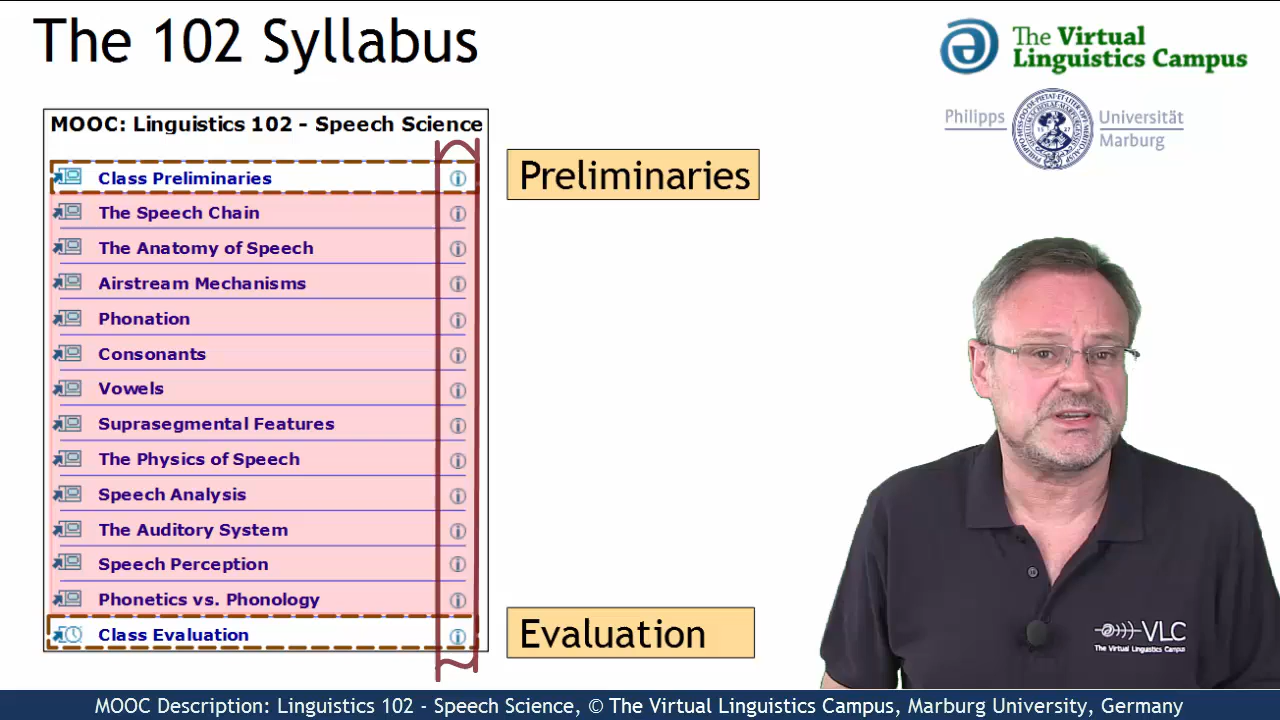 The 102 Syllabus
The Virtual
Linguistics Campus
Philipps Universität
Marburg
MOOC: Linguistics 102 - Speech Science
Class Preliminaries
Preliminaries
The Speech Chain
The Anatomy of Speech
Airstream Mechanisms
Phonation
Consonants
Vowels
Suprasegmental Features
The Physics of Speech
Speech Analysis
The Auditory System
Speech Perception
Phonetics vs. Phonology
Class Evaluation
Evaluation
VLC
The Virtual Linguistics Campus
MOOC Description: Linguistics 102 - Speech Science, © The Virtual Linguistics Campus, Marburg University, Germany